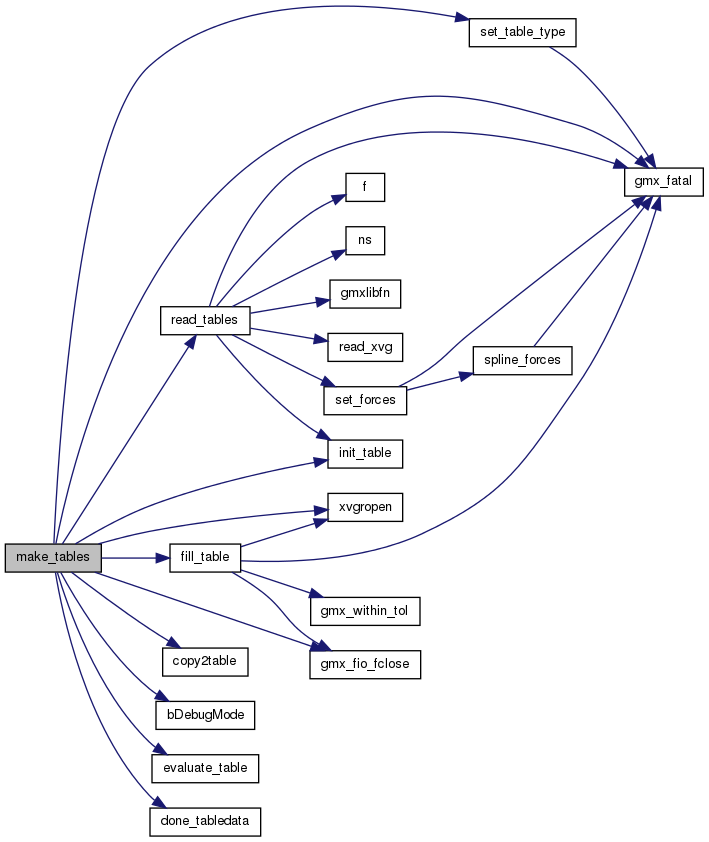 set_table_type
gmx_fatal
f
ns
gmxlibfn
read_tables
read_xvg
spline_forces
set_forces
init_table
xvgropen
make_tables
fill_table
gmx_within_tol
copy2table
gmx_fio_fclose
bDebugMode
evaluate_table
done_tabledata